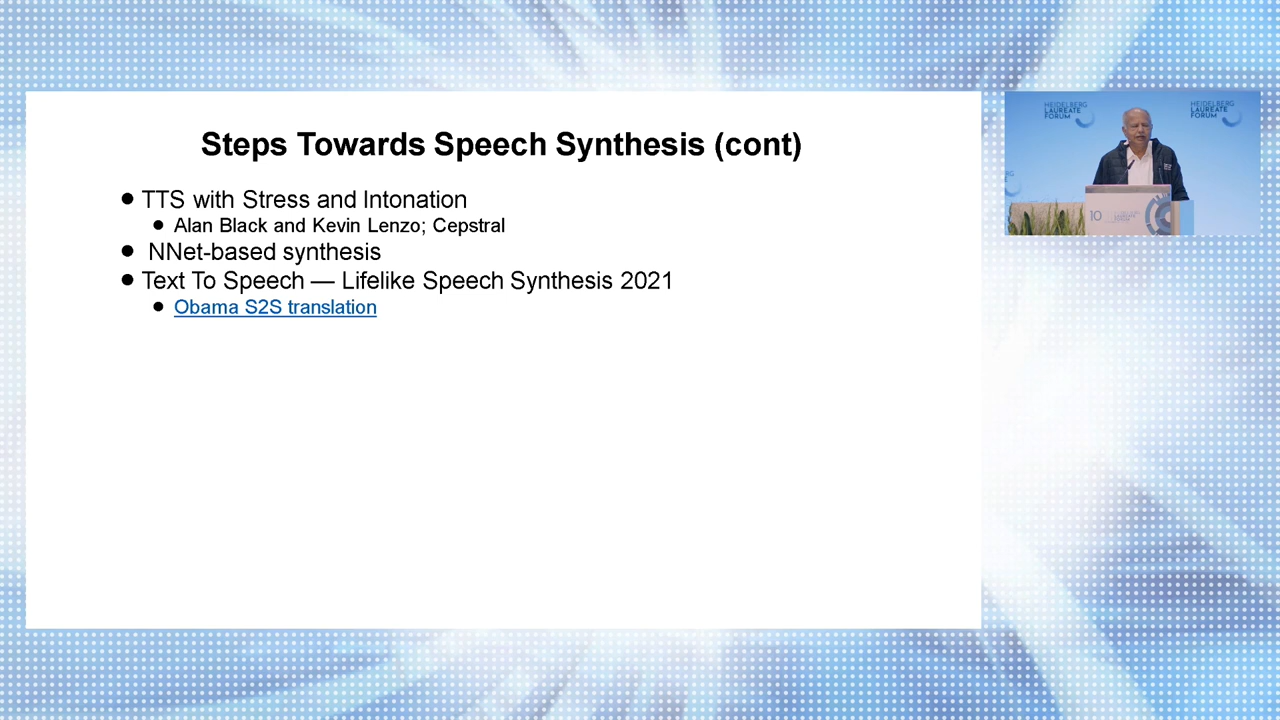 Steps Towards Speech Synthesis (cont)
TTS with Stress and Intonation
Alan Black and Kevin Lenzo; Cepstral
NNet-based synthesis
Text To Speech — Lifelike Speech Synthesis 2021
Obama S2S translation
HEIDELBERG
LAUREATE
FORUM
HEIDELBERG
LAUREATE
FORUM
10